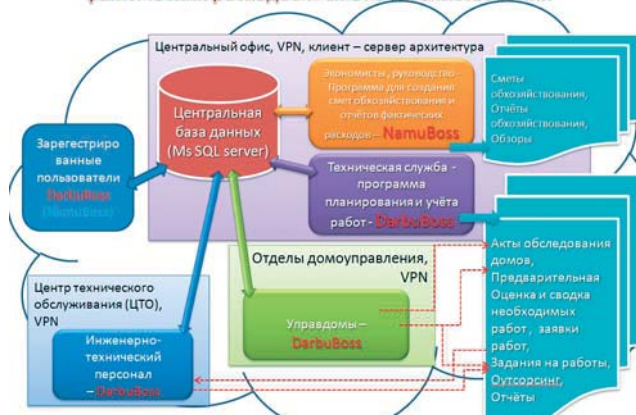 Центральный офис, VPN, клиент – сервер архитектура
Центральная
база данных
(Ms SQL server)
Экономисты, руководство -
Программа для создания
смет обхозяйствования и
отчётов фактических
расходов – NamuBoss
Сметы
обхозяйствования,
Отчёты
обхозяйствования,
Обзоры
Зарегестриро
ванные
пользователи
DarbuBoss
(NamuBoss)
Техническая служба -
программа
планирования и учёта
работ - DarbuBoss
Отделы домоуправления,
VPN
Управдомы –
DarbuBoss
Центр технического
обслуживания (ЦТО),
VPN
Инженерно-
технический
персонал
– DarbuBoss
Акты обследования
домов,
Предварительная
Оценка и сводка
необходимых
работ , заявки
работ,
Задания на работы,
Оутсорсинг,
Отчёты